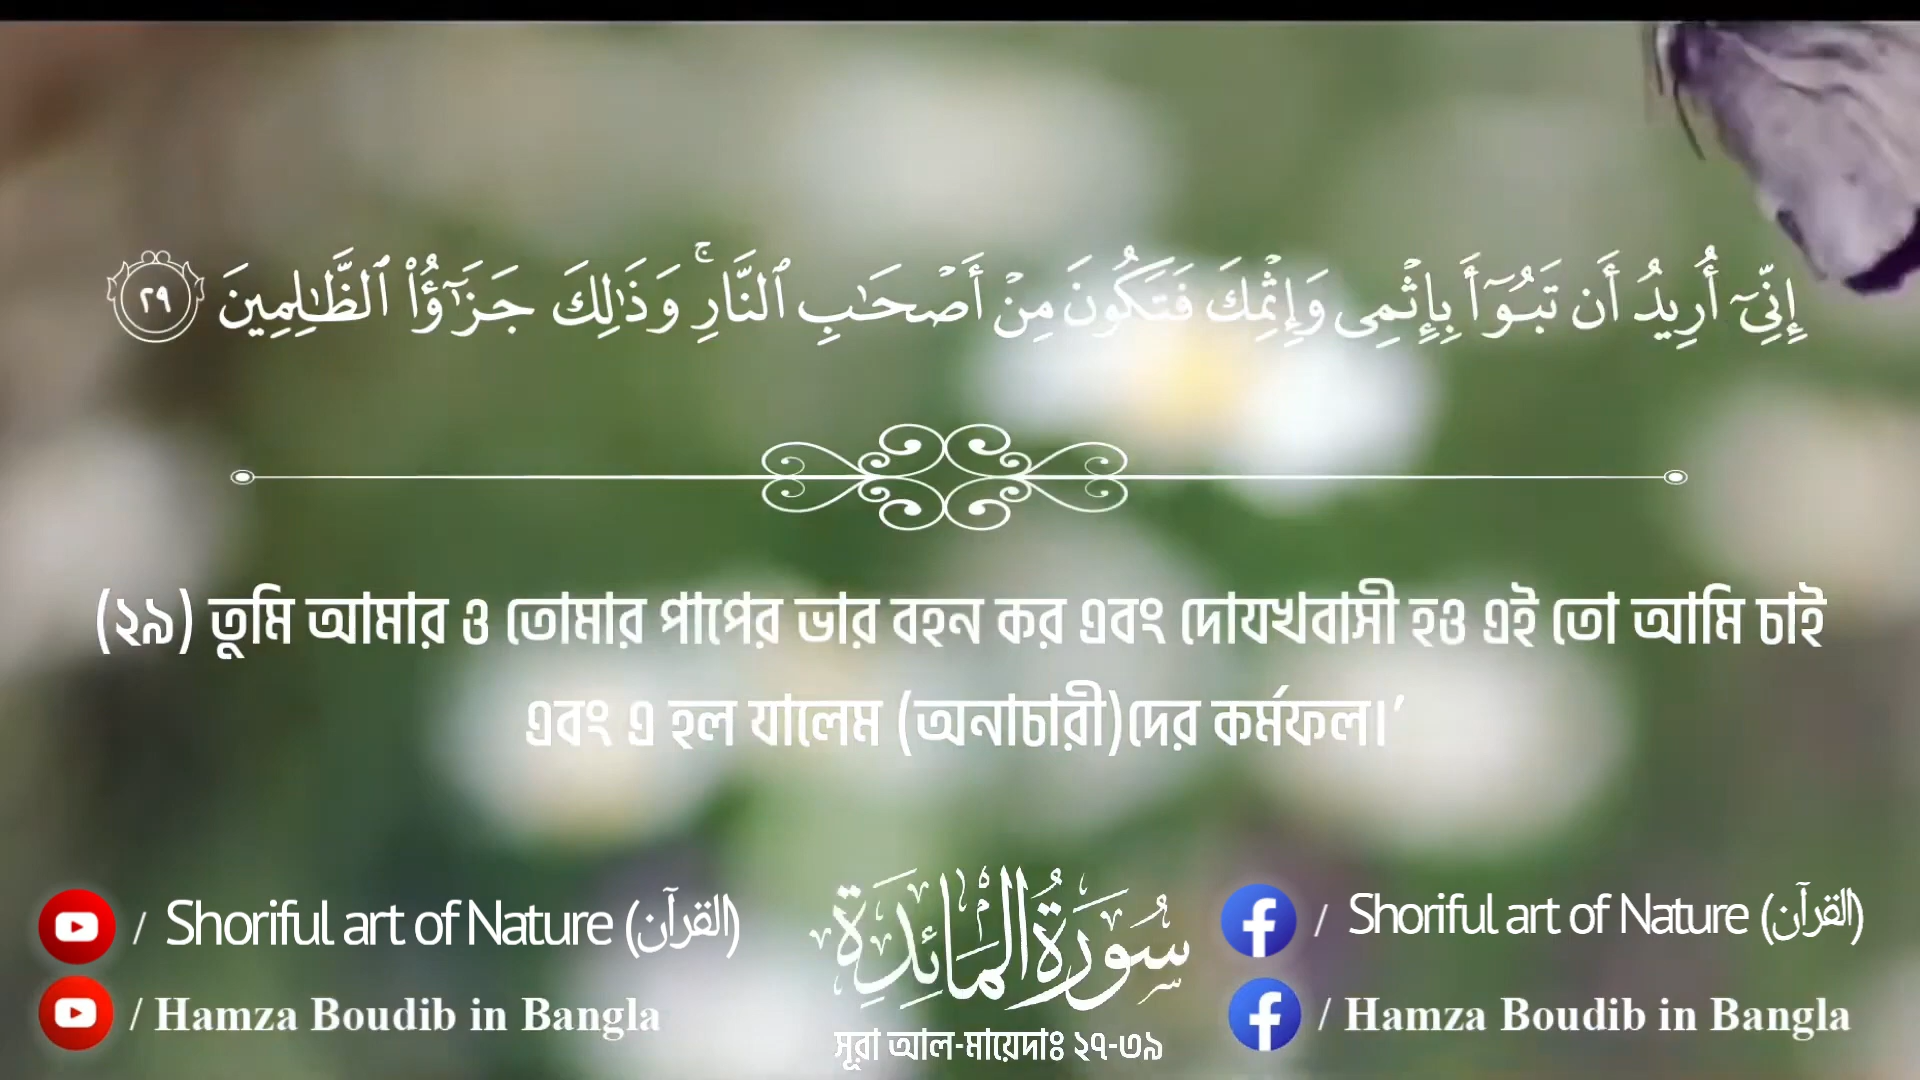 إِنِّىٓ أُرِيدُ أَن تَبُوٓأَ بِإِثْمِى وَإِثْمِكَ فَتَكُونَ مِنْ أَصْحَـٰبِ ٱلنَّارِ ۚ وَذَٰلِكَ جَزَٰٓؤُا۟ ٱلظَّـٰلِمِينَ ٢٩
(২৯) তুমি আমার ও তোমার পাপের ভার বহন কর এবং দোযখবাসী হও এই তো আমি চাই
এবং এ হল যালেম (অনাচারী)দের কর্মফল।’
/ Shoriful art of Nature (القرآن)
/ Hamza Boudib in Bangla
سُورَةُ المَائِدَةِ
সূরা আল-মায়েদাঃ ২৭-৩৯
/ Shoriful art of Nature (القرآن)
/ Hamza Boudib in Bangla